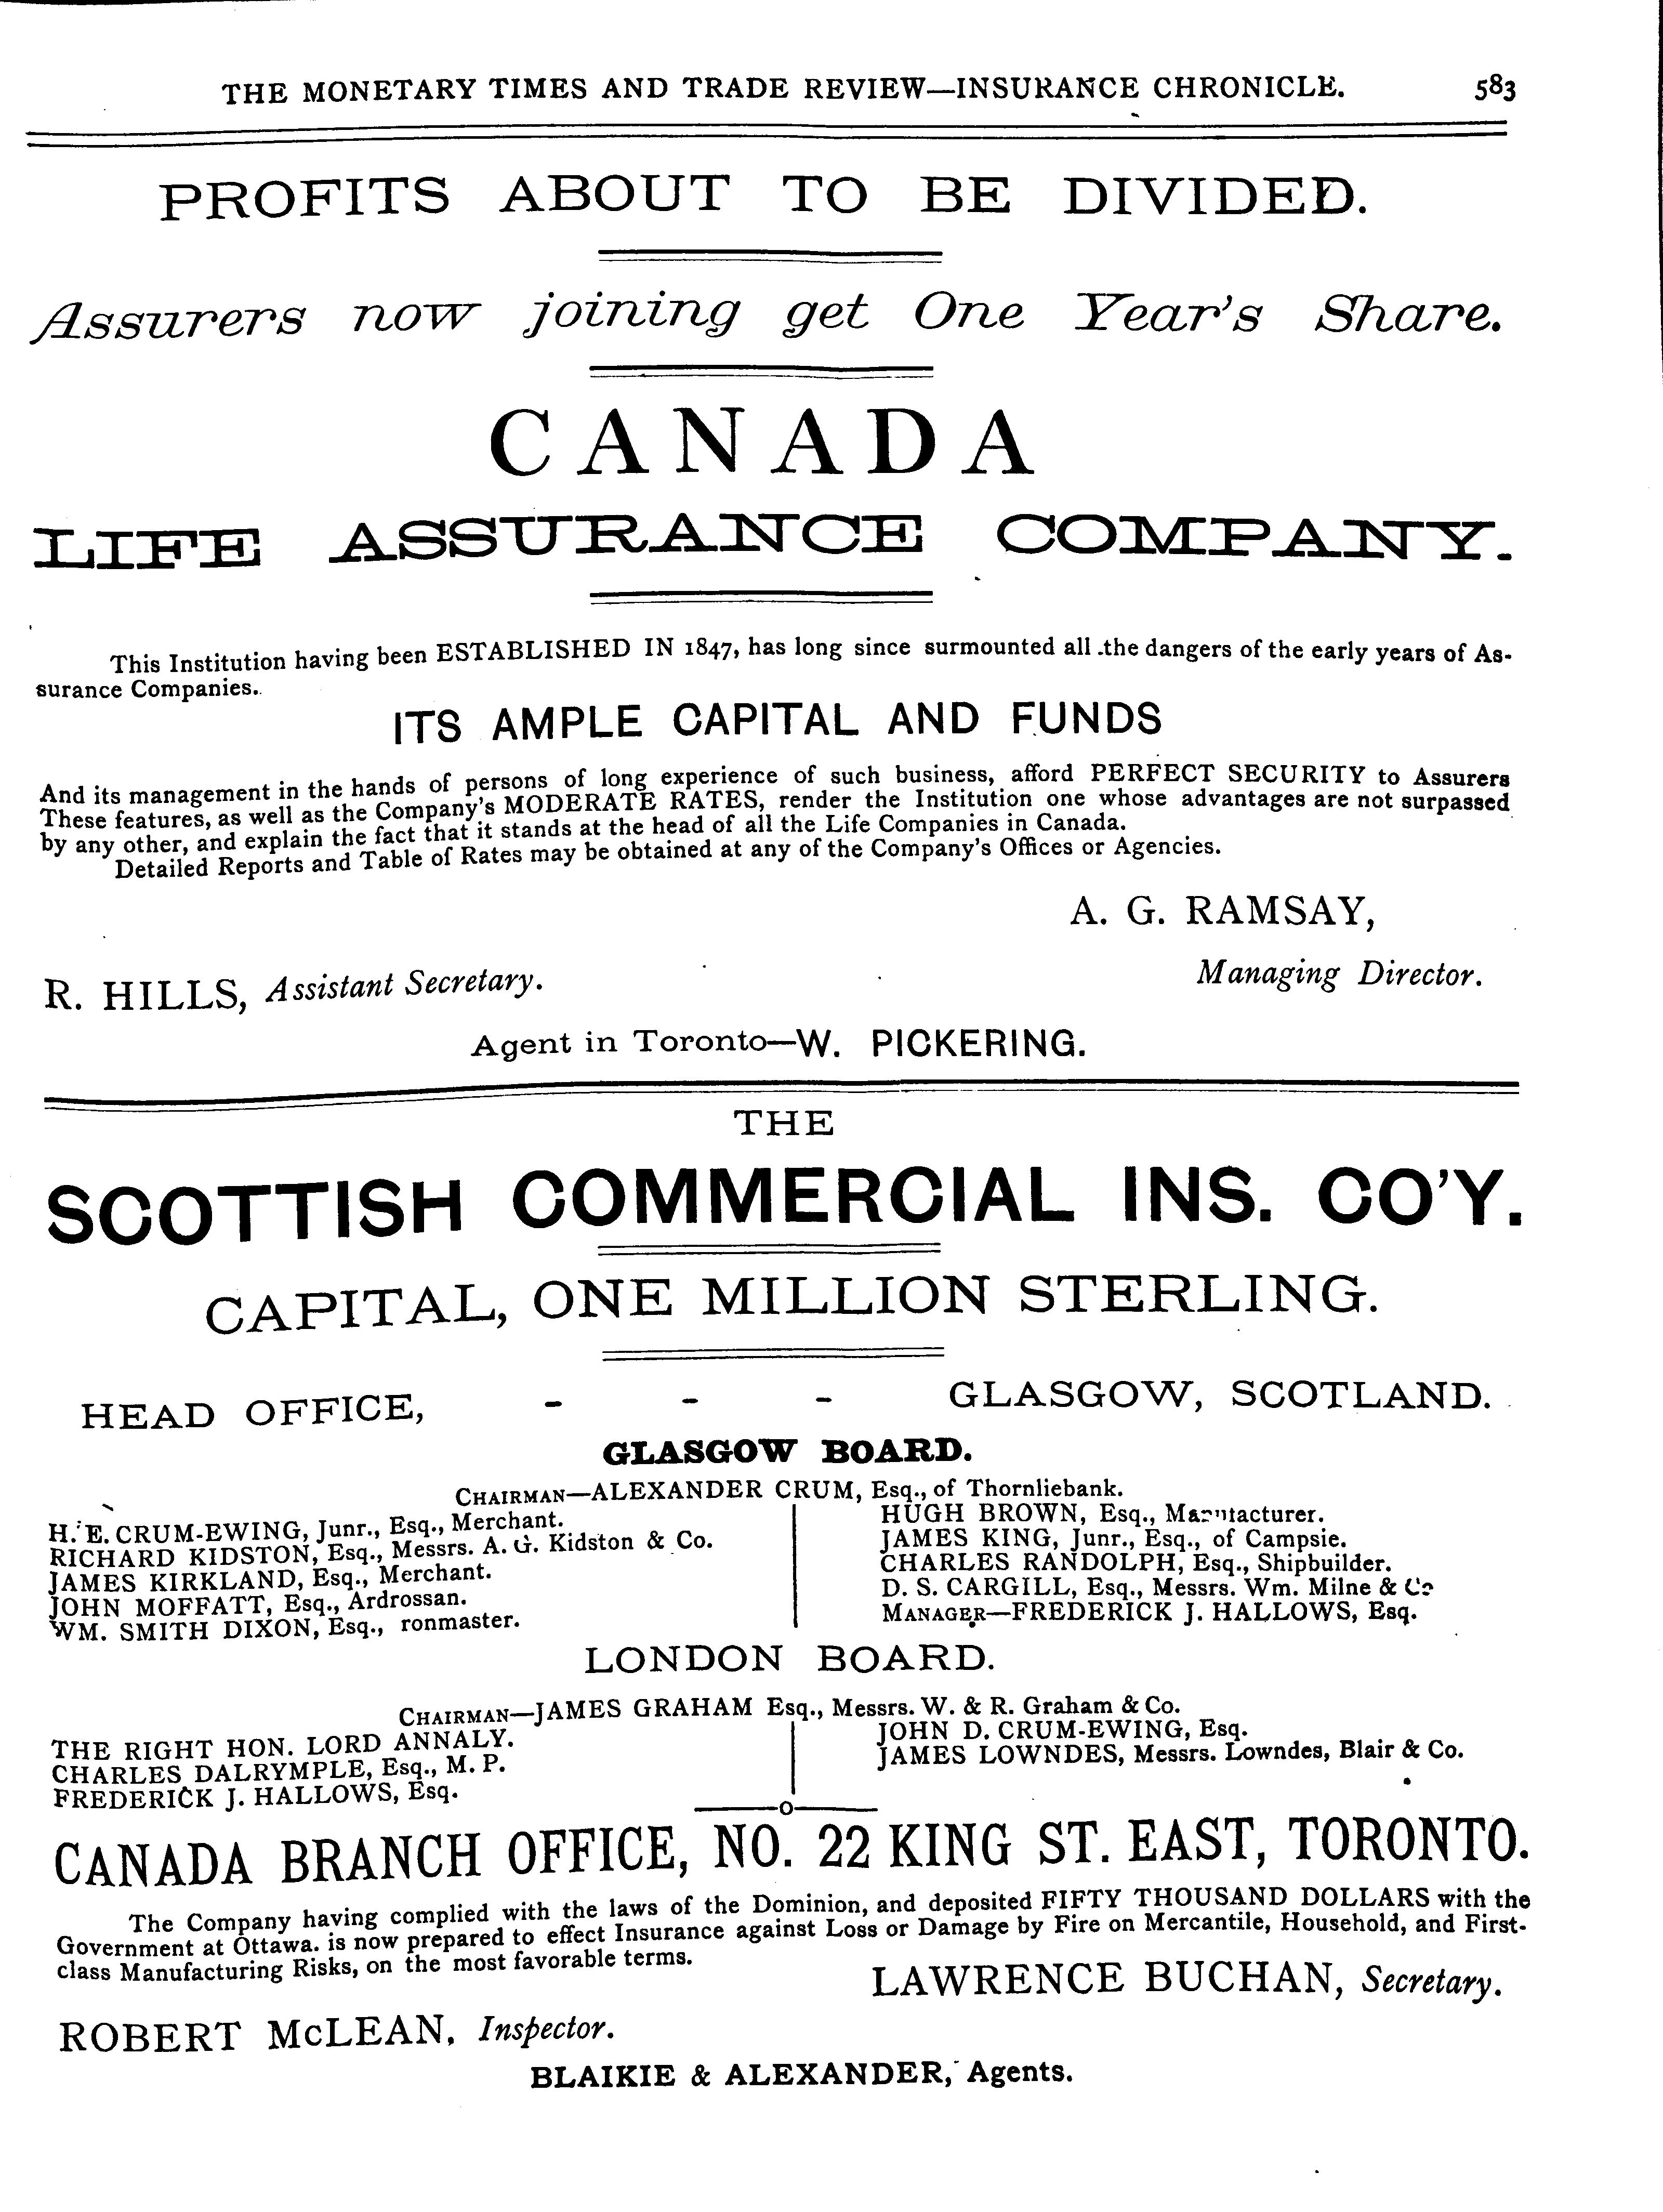 THE MONETARY TIMES AND TRADE REVIEW—INSURANCE CHRONICLE. 583
PROFITS ABOUT TO BE DIVIDED.
Assurers now joining get One Year's Share.
CANADA
LIFE ASSURANCE COMPANY.
This Institution having been ESTABLISHED IN 1847, has long since surmounted all the dangers of the early years of As-
surance Companies.
ITS AMPLE CAPITAL AND FUNDS
And its management in the hands of persons of long experience of such business, afford PERFECT SECURITY to Assurers
These features, as well as the Company's MODERATE RATES, render the Institution one whose advantages are not surpassed
by any other, and explain the fact that it stands at the head of all the Life Companies in Canada.
Detailed Reports and Table of Rates may be obtained at any of the Company's Offices or Agencies.
A. G. RAMSAY,
Managing Director.
R. HILLS, Assistant Secretary.
Agent in Toronto—W. PICKERING.
THE
SCOTTISH COMMERCIAL INS. CO'Y.
CAPITAL, ONE MILLION STERLING.
HEAD OFFICE, - - - GLASGOW, SCOTLAND.
GLASGOW BOARD.
CHAIRMAN—ALEXANDER CRUM, Esq., of Thornliebank.
H. E. CRUM-EWING, Junr., Esq., Merchant.
RICHARD KIDSTON, Esq., Messrs. A. G. Kidston & Co.
JAMES KIRKLAND, Esq., Merchant.
JOHN MOFFATT, Esq., Ardrossan.
WM. SMITH DIXON, Esq., ronmaster.
HUGH BROWN, Esq.,
JAMES KING, Junr., Esq., of Campsie.
CHARLES RANDOLPH, Esq., Shipbuilder.
D. S. CARGILL, Esq., Messrs. Wm. Milne & Co
MANAGER—FREDERICK J. HALLOWS, Esq.
LONDON BOARD.
CHAIRMAN—JAMES GRAHAM Esq., Messrs. W. & R. Graham & Co.
THE RIGHT HON. LORD ANNALY.
CHARLES DALRYMPLE, Esq., M. P.
FREDERICK J. HALLOWS, Esq.
JOHN D. CRUM-EWING, Esq.
JAMES LOWNDES, Messrs. Lowndes, Blair & Co.
CANADA BRANCH OFFICE, NO. 22 KING ST. EAST, TORONTO.
The Company having complied with the laws of the Dominion, and deposited FIFTY THOUSAND DOLLARS with the
Government at Ottawa. is now prepared to effect Insurance against Loss or Damage by Fire on Mercantile, Household, and First-
class Manufacturing Risks, on the most favorable terms.
LAWRENCE BUCHAN, Secretary.
ROBERT McLEAN, Inspector.
BLAIKIE & ALEXANDER, Agents.